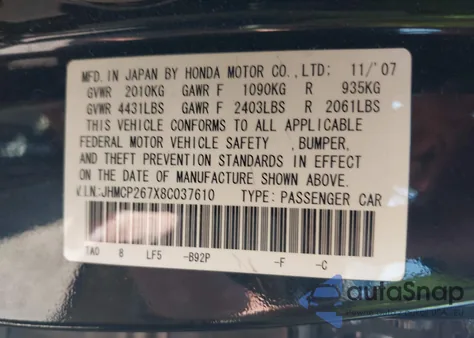 MFD. IN JAPAN BY HONDA MOTOR CO., LTD: 11/'07
GVWR 2010KG GAWR F 1090KG R 935KG
GVWR 4431LBS GAWR F 2403LBS R 2061LBS
THIS VEHICLE CONFORMS TO ALL APPLICABLE
FEDERAL MOTOR VEHICLE SAFETY ,BUMPER,
AND THEFT PREVENTION STANDARDS IN EFFECT
ON THE DATE OF MANUFACTURE SHOWN ABOVE.
V.I.N:JHMCP267X8C037610 TYPE: PASSENGER CAR
TA0 8 LF5 -B92P -F -C
autoSnap